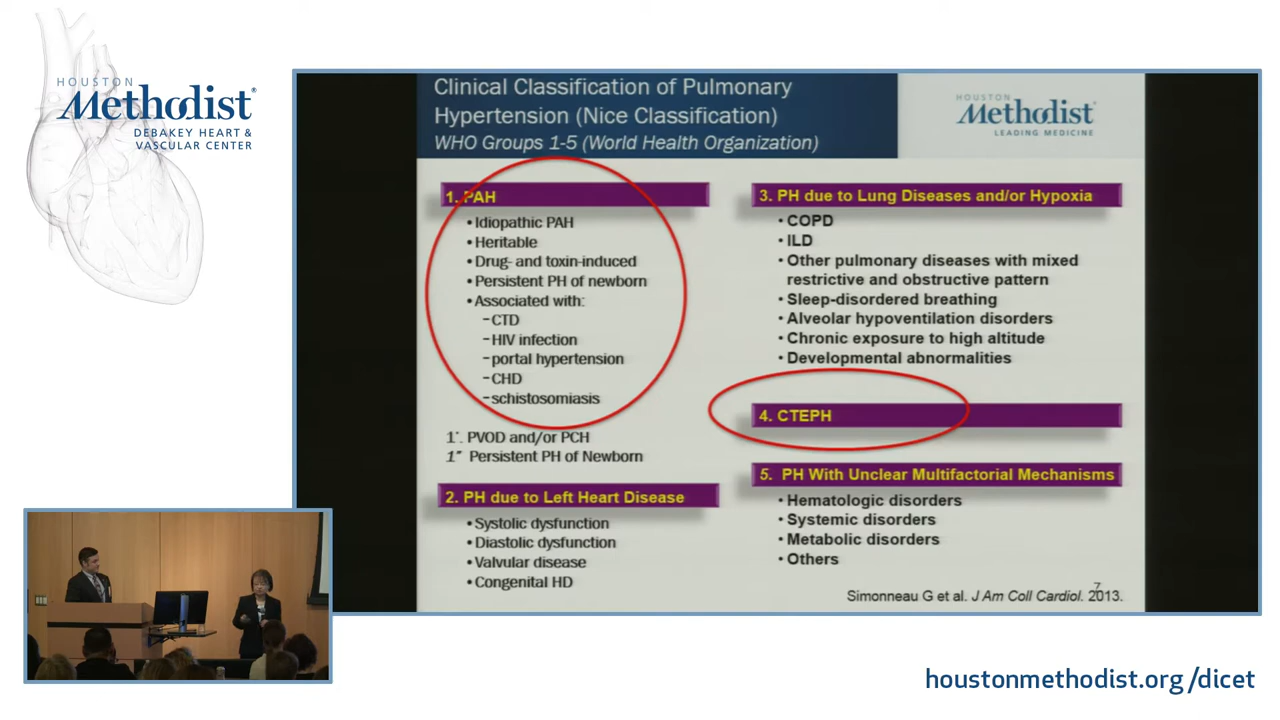 HOUSTON
Methodist®
DEBAKEY HEART &
VASCULAR CENTER
Clinical Classification of Pulmonary
Hypertension (Nice Classification)
WHO Groups 1-5 (World Health Organization)
HOUSTON
Methodist®
LEADING MEDICINE
1. PAH
• Idiopathic PAH
• Heritable
• Drug- and toxin-induced
• Persistent PH of newborn
• Associated with:
– CTD
– HIV infection
– portal hypertension
– CHD
– schistosomiasis
1'. PVOD and/or PCH
1'' Persistent PH of Newborn
2. PH due to Left Heart Disease
• Systolic dysfunction
• Diastolic dysfunction
• Valvular disease
• Congenital HD
3. PH due to Lung Diseases and/or Hypoxia
• COPD
• ILD
• Other pulmonary diseases with mixed
restrictive and obstructive pattern
• Sleep-disordered breathing
• Alveolar hypoventilation disorders
• Chronic exposure to high altitude
• Developmental abnormalities
4. CTEPH
5. PH With Unclear Multifactorial Mechanisms
• Hematologic disorders
• Systemic disorders
• Metabolic disorders
• Others
7
Simonneau G et al. J Am Coll Cardiol. 2013.
houstonmethodist.org/dicet